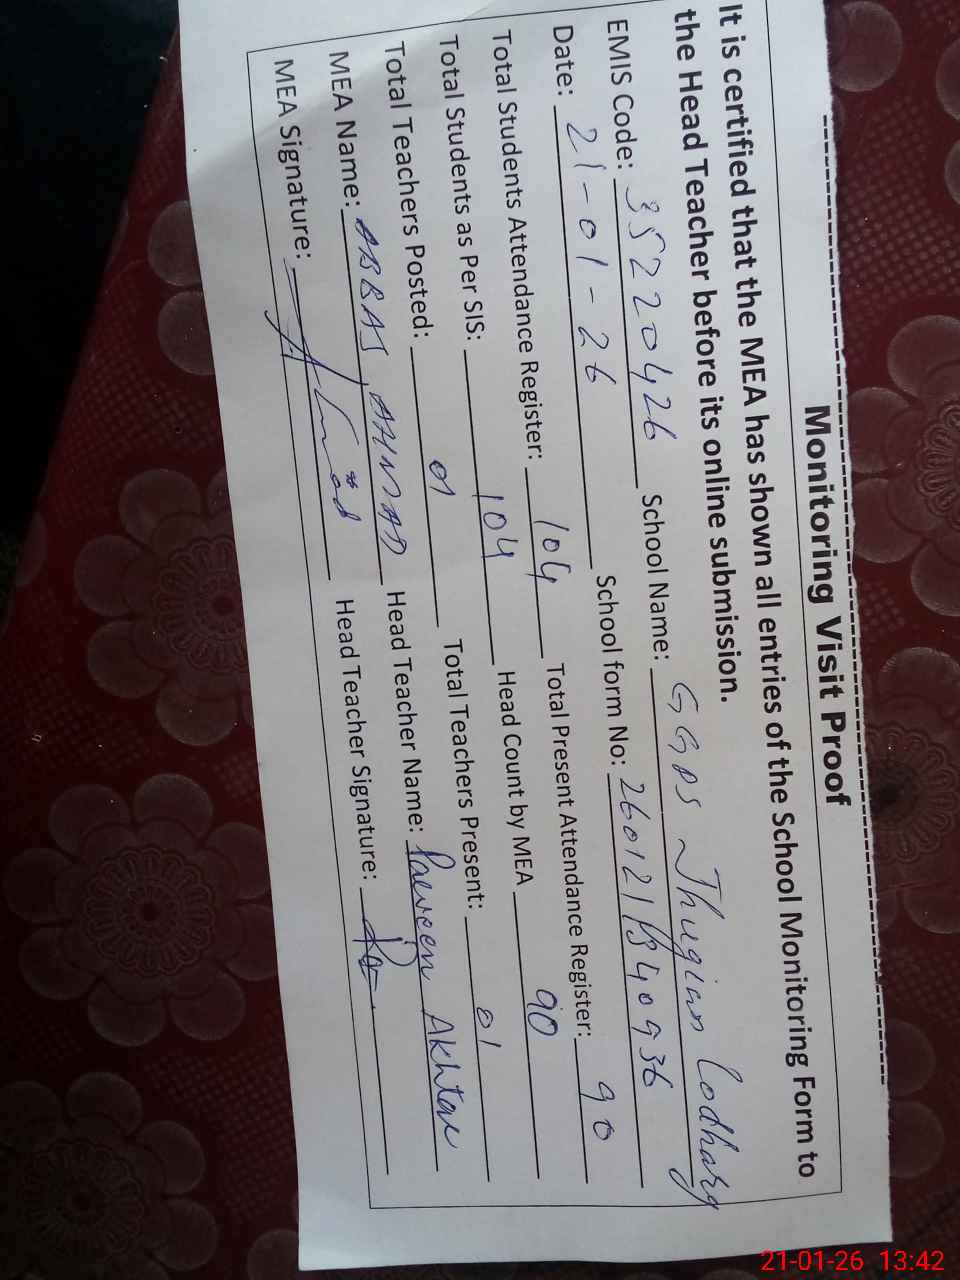 Monitoring Visit Proof
It is certified that the MEA has shown all entries of the School Monitoring Form to
the Head Teacher before its online submission.
EMIS Code: 35220426 School Name: GGPS Jhugian Lodhary
Date: 21-01-26 School form No: 2601211340936
Total Students Attendance Register: 104 Total Present Attendance Register: 90
Total Students as Per SIS: 104 Head Count by MEA 90
Total Teachers Posted: 01 Total Teachers Present: 01
MEA Name: ABBAS AHMAD Head Teacher Name: Parveen Akhtar
MEA Signature: Head Teacher Signature:
21-01-26 13:42